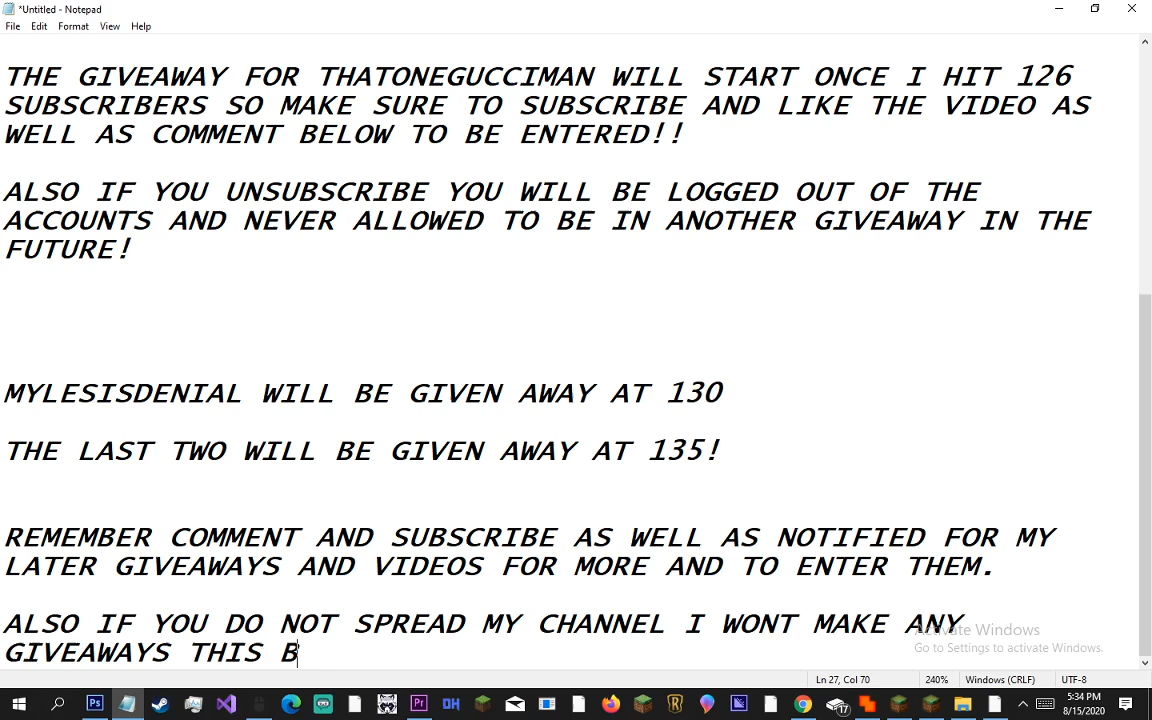 *Untitled - Notepad
File Edit Format View Help
THE GIVEAWAY FOR THATONEGUCCIMAN WILL START ONCE I HIT 126
SUBSCRIBERS SO MAKE SURE TO SUBSCRIBE AND LIKE THE VIDEO AS
WELL AS COMMENT BELOW TO BE ENTERED!!
ALSO IF YOU UNSUBSCRIBE YOU WILL BE LOGGED OUT OF THE
ACCOUNTS AND NEVER ALLOWED TO BE IN ANOTHER GIVEAWAY IN THE
FUTURE!
MYLESISDENIAL WILL BE GIVEN AWAY AT 130
THE LAST TWO WILL BE GIVEN AWAY AT 135!
REMEMBER COMMENT AND SUBSCRIBE AS WELL AS NOTIFIED FOR MY
LATER GIVEAWAYS AND VIDEOS FOR MORE AND TO ENTER THEM.
ALSO IF YOU DO NOT SPREAD MY CHANNEL I WONT MAKE ANY
GIVEAWAYS THIS B
Activate Windows
Go to Settings to activate Windows.
Ln 27, Col 70 240% Windows (CRLF) UTF-8
Ps Pr DH 17
5:34 PM
8/15/2020